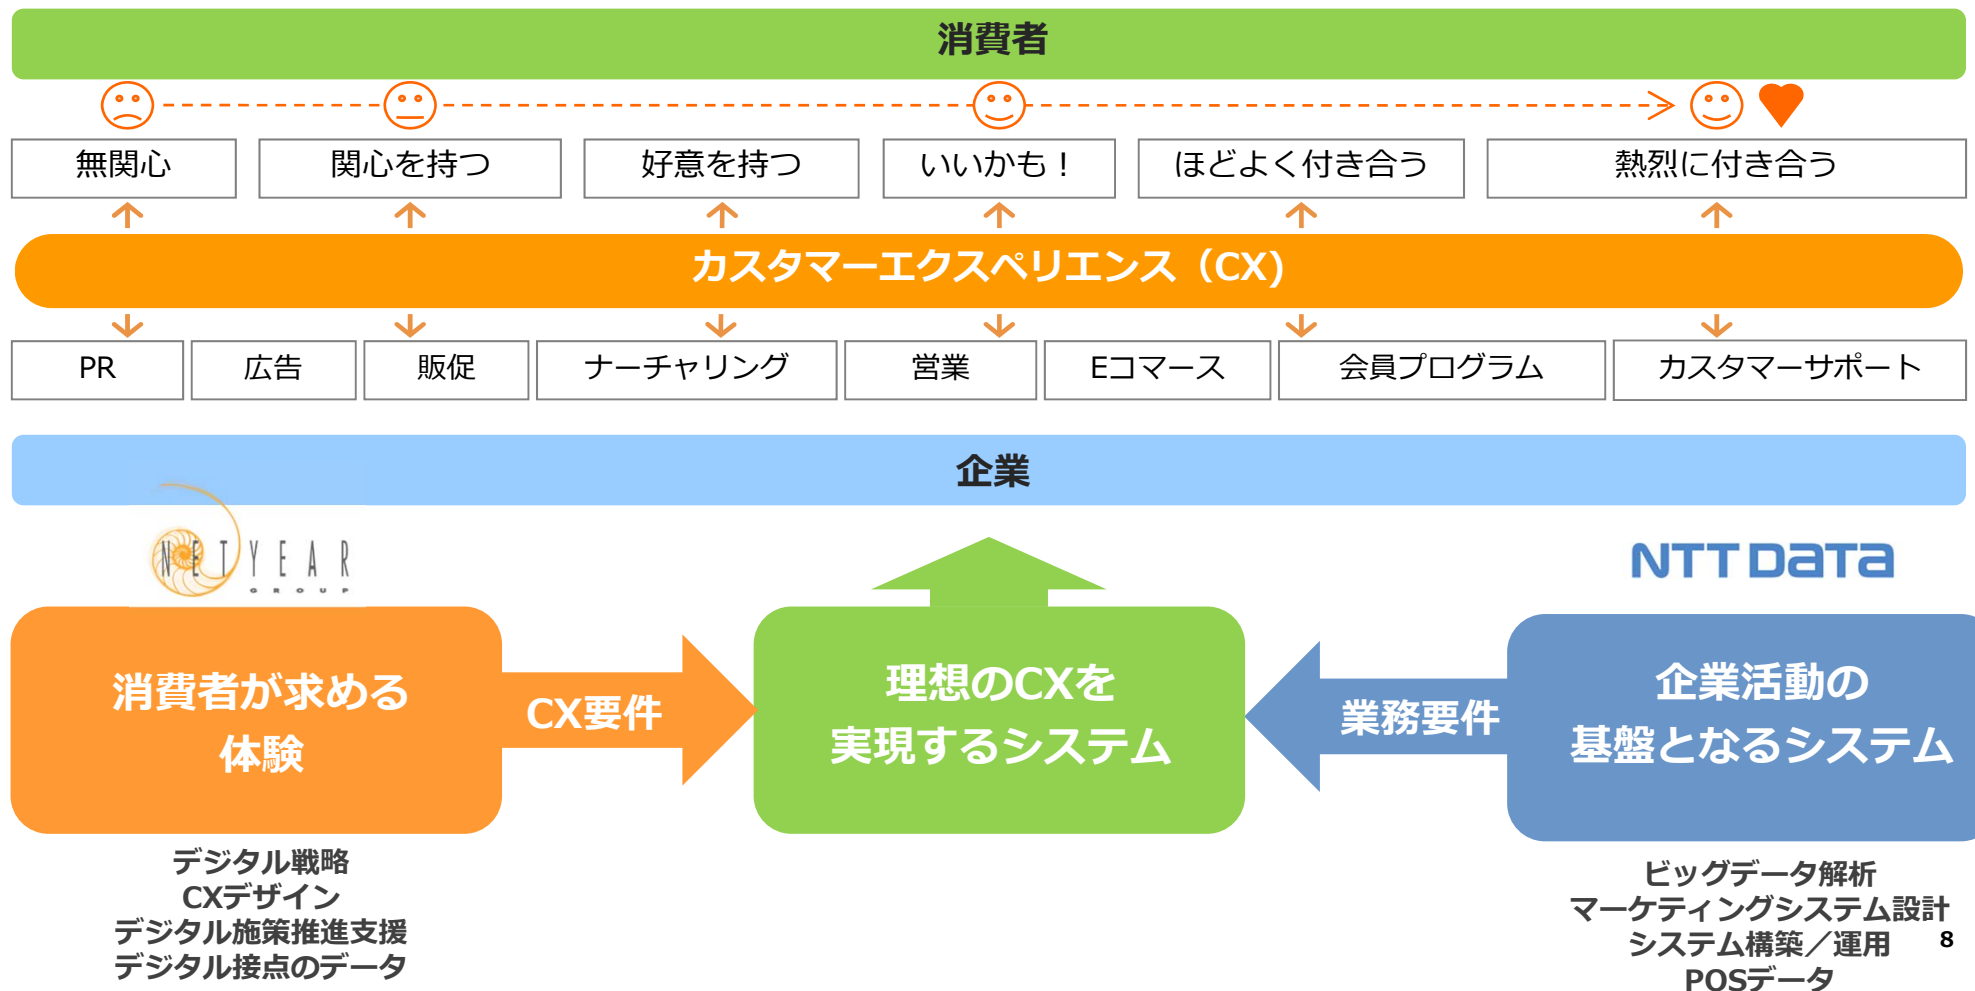 消費者
無関心
関心を持つ
好意を持つ
いいかも！
ほどよく付き合う
熱烈に付き合う
カスタマーエクスペリエンス（CX）
PR
広告
販促
ナーチャリング
営業
Eコマース
会員プログラム
カスタマーサポート
企業
NETYEAR
GROUP
NTT DATA
消費者が求める
体験
CX要件
理想のCXを
実現するシステム
業務要件
企業活動の
基盤となるシステム
デジタル戦略
CXデザイン
デジタル施策推進支援
デジタル接点のデータ
ビッグデータ解析
マーケティングシステム設計
システム構築／運用
POSデータ
8